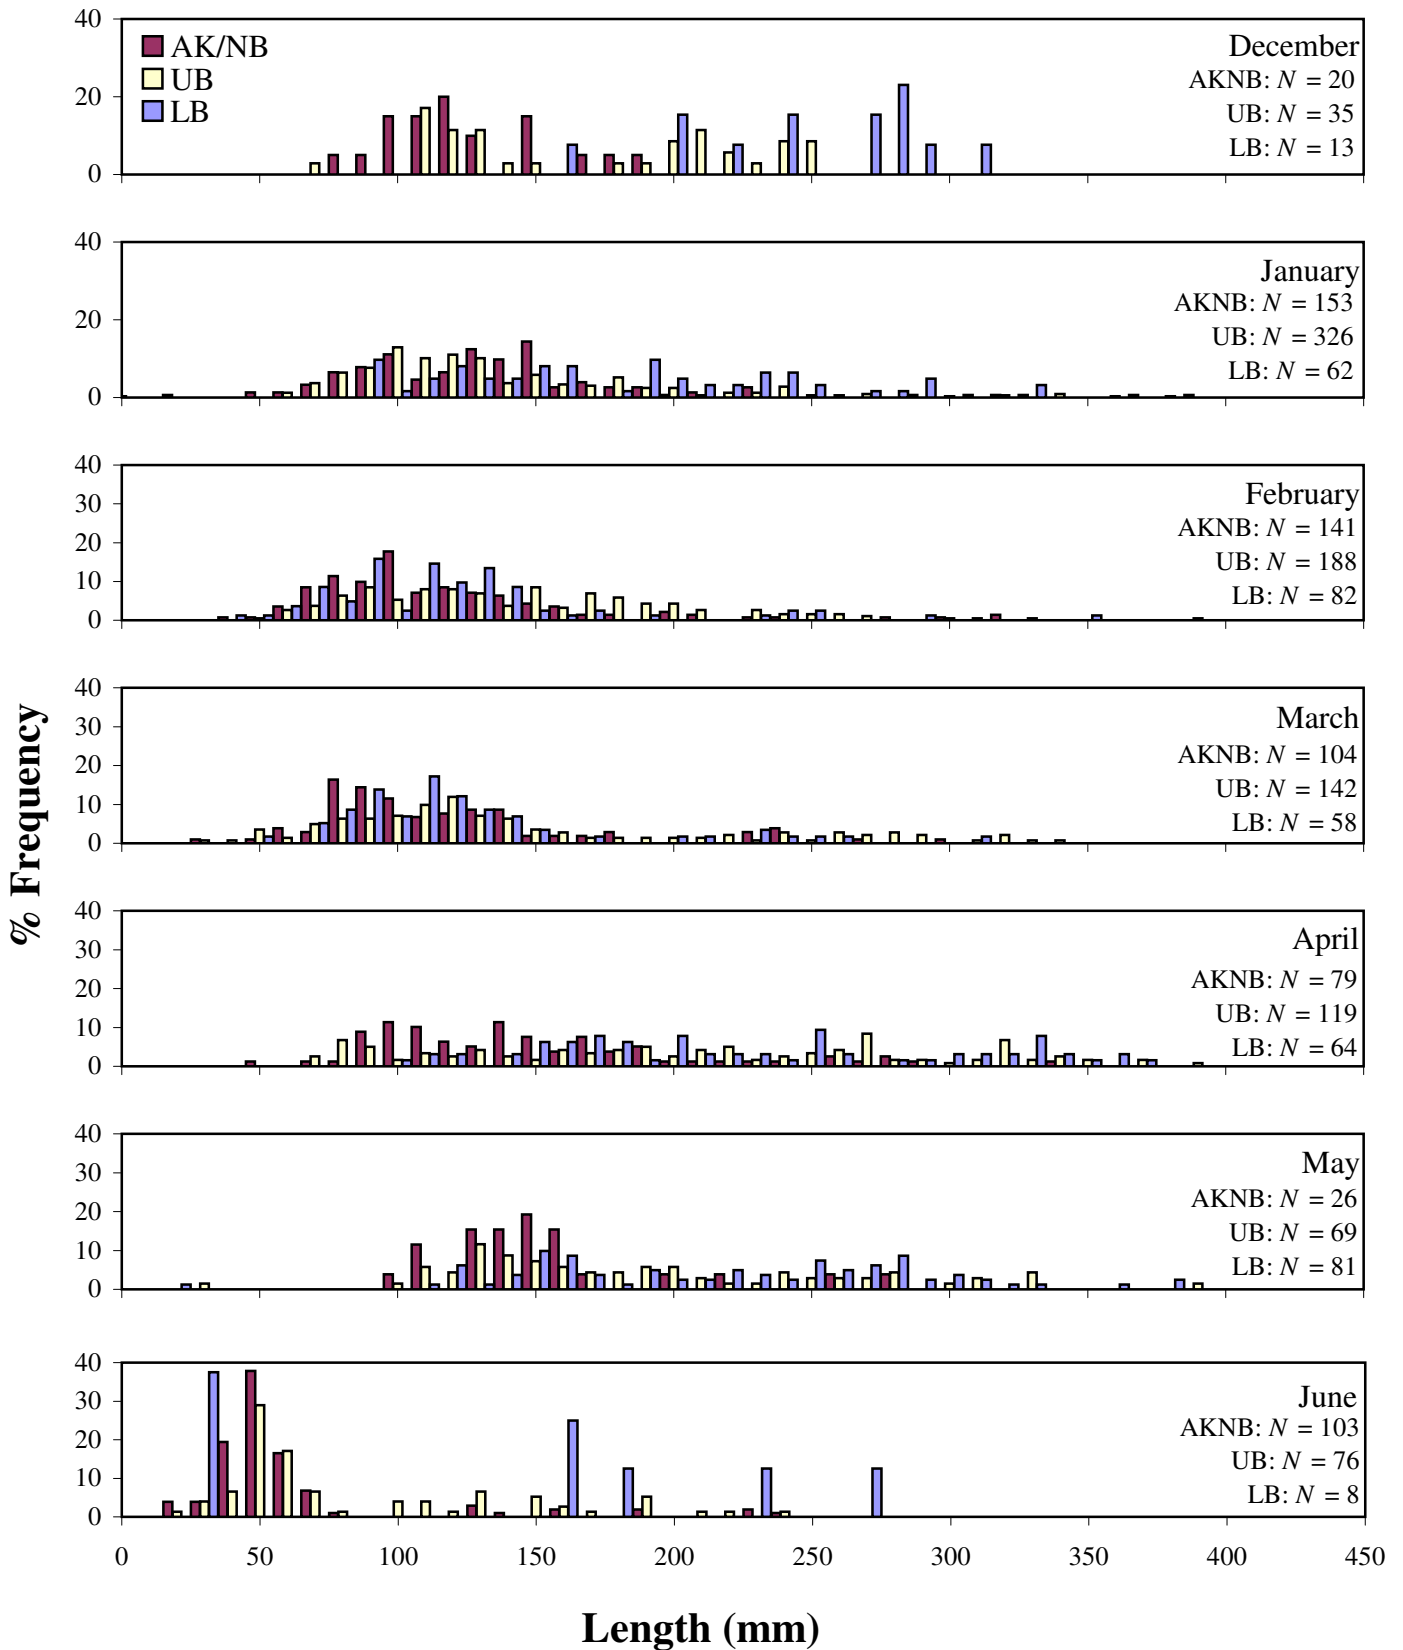 % Frequency
40
20
0
AK/NB
UB
LB
December
AKNB: N = 20
UB: N = 35
LB: N = 13
40
20
0
January
AKNB: N = 153
UB: N = 326
LB: N = 62
40
30
20
10
0
February
AKNB: N = 141
UB: N = 188
LB: N = 82
40
30
20
10
0
March
AKNB: N = 104
UB: N = 142
LB: N = 58
40
30
20
10
0
April
AKNB: N = 79
UB: N = 119
LB: N = 64
40
30
20
10
0
May
AKNB: N = 26
UB: N = 69
LB: N = 81
40
30
20
10
0
June
AKNB: N = 103
UB: N = 76
LB: N = 8
0 50 100 150 200 250 300 350 400 450
Length (mm)